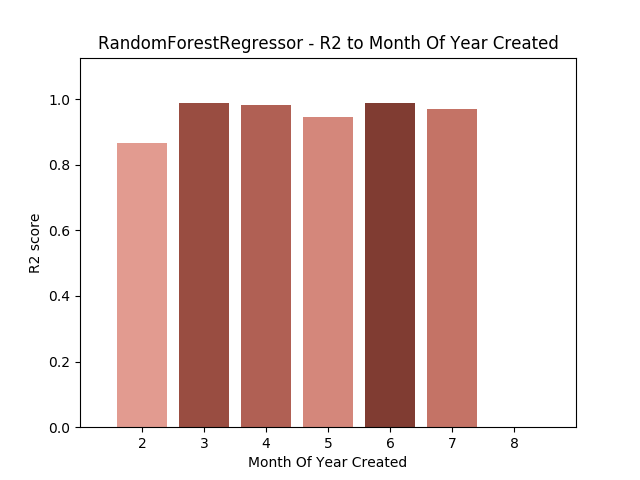 RandomForestRegressor - R2 to Month Of Year Created
1.0
0.8
0.6
0.4
0.2
0.0
R2 score
2 3 4 5 6 7 8
Month Of Year Created